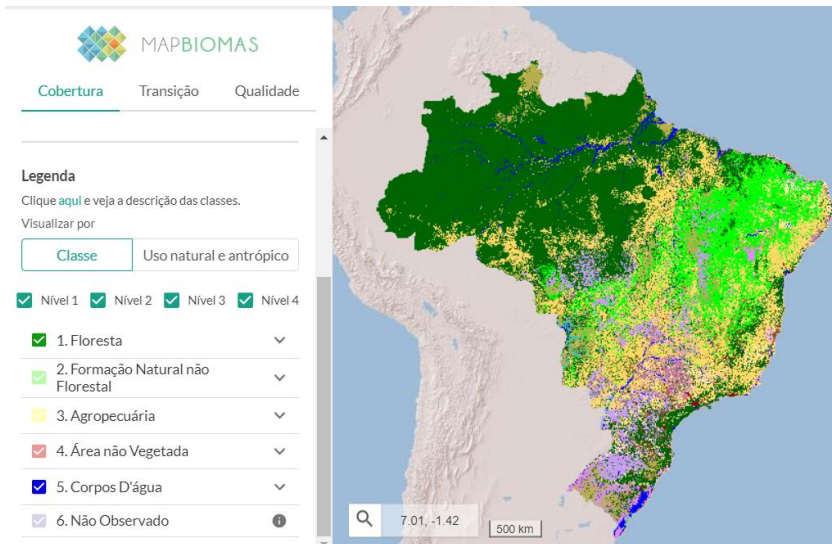 MAPBIOMAS
Cobertura Transição Qualidade
Legenda
Clique aqui e veja a descrição das classes.
Visualizar por
Classe Uso natural e antrópico
Nível 1 Nível 2 Nível 3 Nível 4
1. Floresta
2. Formação Natural não
Florestal
3. Agropecuária
4. Área não Vegetada
5. Corpos D'água
6. Não Observado
7.01, -1.42
500 km